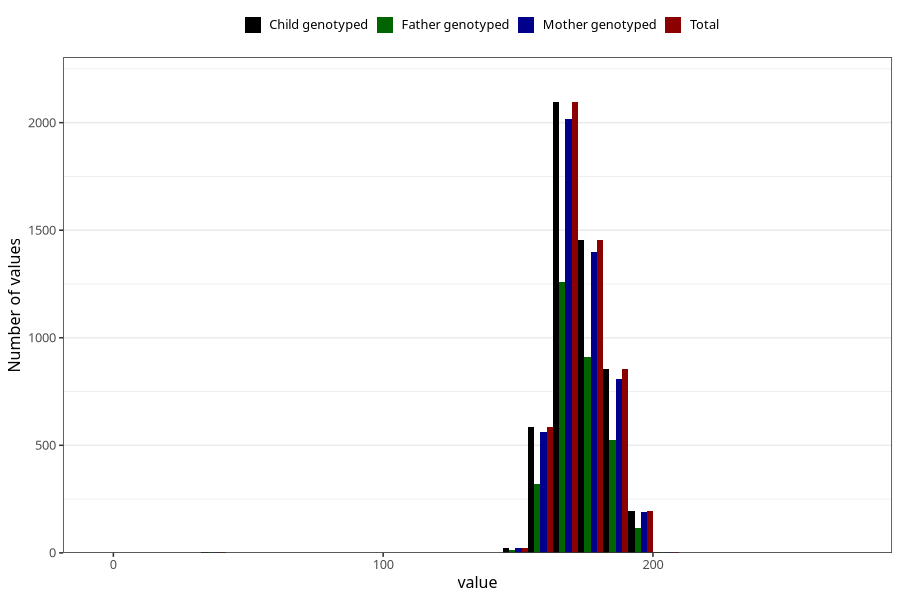 Child genotyped Father genotyped Mother genotyped Total
Number of values
2000
1500
1000
500
0
0 100 200
value